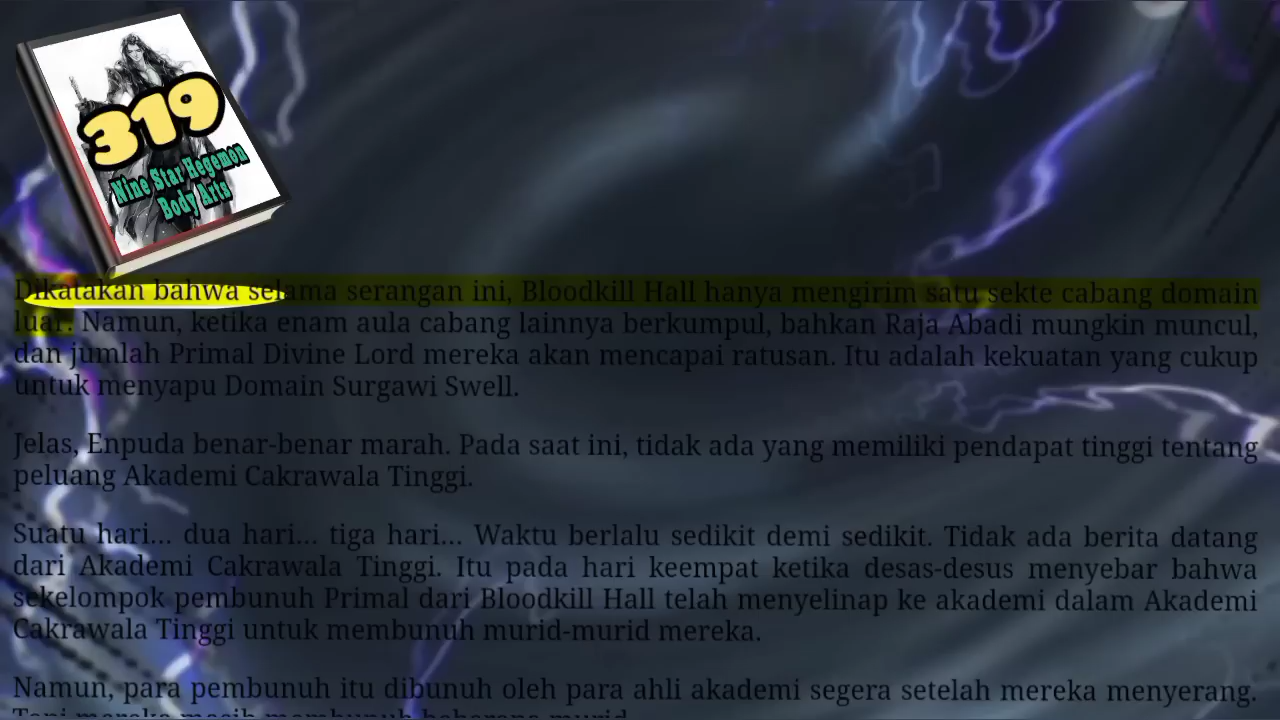 319
Nine Star Hegemon
Body Arts
Dikatakan bahwa selama serangan ini, Bloodkill Hall hanya mengirim satu sekte cabang domain
luar. Namun, ketika enam aula cabang lainnya berkumpul, bahkan Raja Abadi mungkin muncul,
dan jumlah Primal Divine Lord mereka akan mencapai ratusan. Itu adalah kekuatan yang cukup
untuk menyapu Domain Surgawi Swell.
Jelas, Enpuda benar-benar marah. Pada saat ini, tidak ada yang memiliki pendapat tinggi tentang
peluang Akademi Cakrawala Tinggi.
Suatu hari... dua hari... tiga hari... Waktu berlalu sedikit demi sedikit. Tidak ada berita datang
dari Akademi Cakrawala Tinggi. Itu pada hari keempat ketika desas-desus menyebar bahwa
sekelompok pembunuh Primal dari Bloodkill Hall telah menyelinap ke akademi dalam Akademi
Cakrawala Tinggi untuk membunuh murid-murid mereka.
Namun, para pembunuh itu dibunuh oleh para ahli akademi segera setelah mereka menyerang.
Tapi mereka masih membunuh beberapa murid.